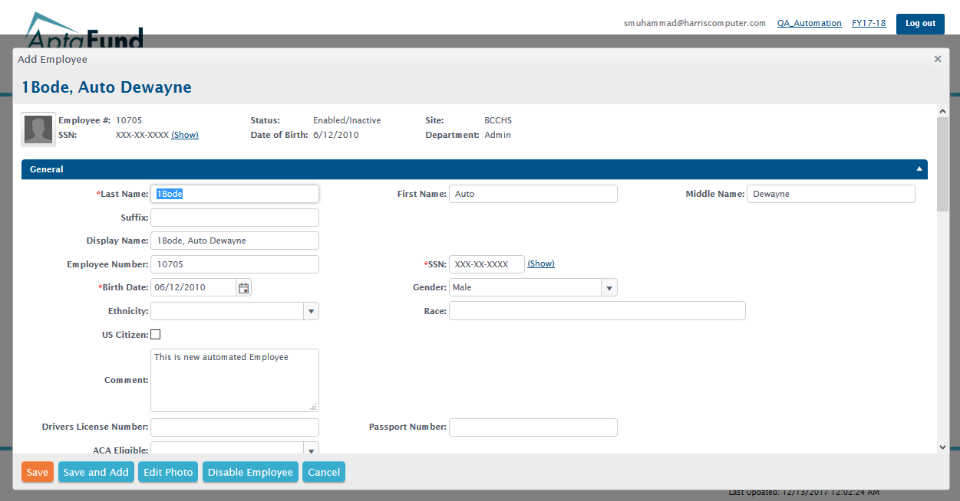 smuhammad@harriscomputer.com QA_Automation FY17-18 Log out
AptaFund
Add Employee
1Bode, Auto Dewayne
Employee #: 10705 Status: Enabled/Inactive Site: BCCHS
SSN: XXX-XX-XXXX (Show) Date of Birth: 6/12/2010 Department: Admin
General
*Last Name: 1Bode First Name: Auto Middle Name: Dewayne
Suffix:
Display Name: 1Bode, Auto Dewayne
Employee Number: 10705 *SSN: XXX-XX-XXXX (Show)
*Birth Date: 06/12/2010 Gender: Male
Ethnicity: Race:
US Citizen:
This is new automated Employee
Comment:
Drivers License Number: Passport Number:
ACA Eligible:
Save Save and Add Edit Photo Disable Employee Cancel
Last Updated: 12/13/2017 12:02:24 AM